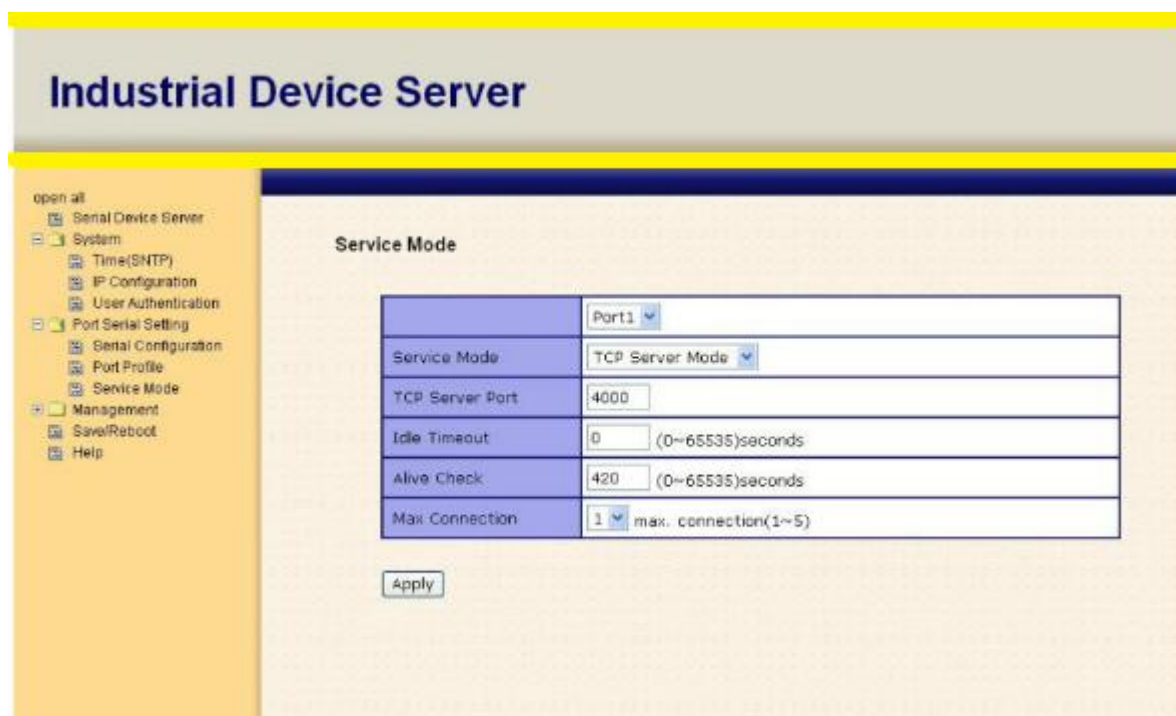 Industrial Device Server
open all
Serial Device Server
System
Time(SNTP)
IP Configuration
User Authentication
Port Serial Setting
Serial Configuration
Port Profile
Service Mode
Management
Save/Reboot
Help
Service Mode
Port1
Service Mode TCP Server Mode
TCP Server Port 4000
Idle Timeout 0 (0~65535)seconds
Alive Check 420 (0~65535)seconds
Max Connection 1 max. connection(1~5)
Apply